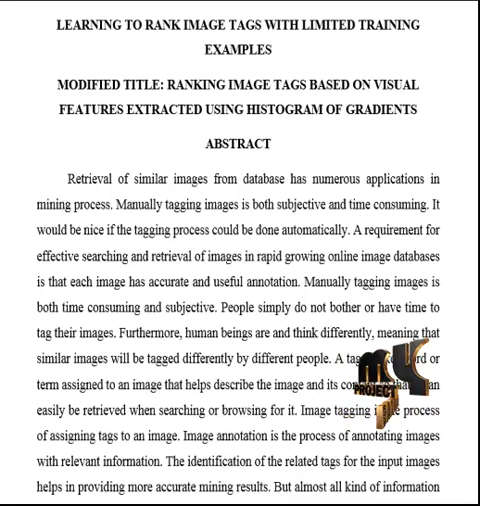 LEARNING TO RANK IMAGE TAGS WITH LIMITED TRAINING
EXAMPLES
MODIFIED TITLE: RANKING IMAGE TAGS BASED ON VISUAL
FEATURES EXTRACTED USING HISTOGRAM OF GRADIENTS
ABSTRACT
Retrieval of similar images from database has numerous applications in
mining process. Manually tagging images is both subjective and time consuming. It
would be nice if the tagging process could be done automatically. A requirement for
effective searching and retrieval of images in rapid growing online image databases
is that each image has accurate and useful annotation. Manually tagging images is
both time consuming and subjective. People simply do not bother or have time to
tag their images. Furthermore, human beings are and think differently, meaning that
similar images will be tagged differently by different people. A or
term assigned to an image that helps describe the image and its
easily be retrieved when searching or browsing for it. Image tagging process
of assigning tags to an image. Image annotation is the process of annotating images
with relevant information. The identification of the related tags for the input images
helps in providing more accurate mining results. But almost all kind of information
PROJECT